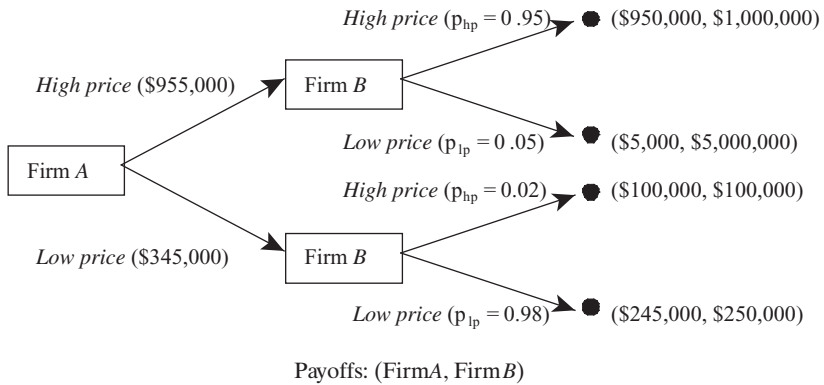 High price (p_hp = 0.95) ($950,000, $1,000,000)
High price ($955,000)
Firm B
Low price (p_lp = 0.05) ($5,000, $5,000,000)
Firm A
High price (p_hp = 0.02) ($100,000, $100,000)
Low price ($345,000)
Firm B
Low price (p_lp = 0.98) ($245,000, $250,000)
Payoffs: (FirmA, FirmB)